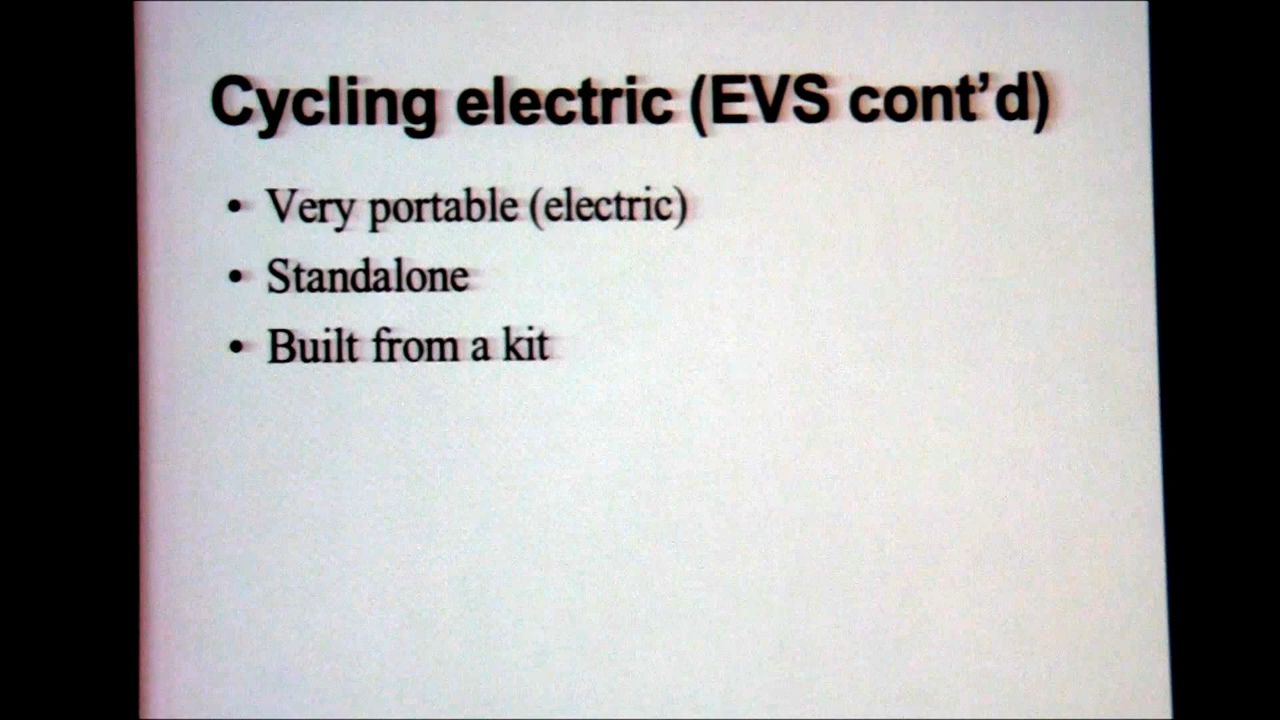 Cycling electric (EVS cont’d)
• Very portable (electric)
• Standalone
• Built from a kit